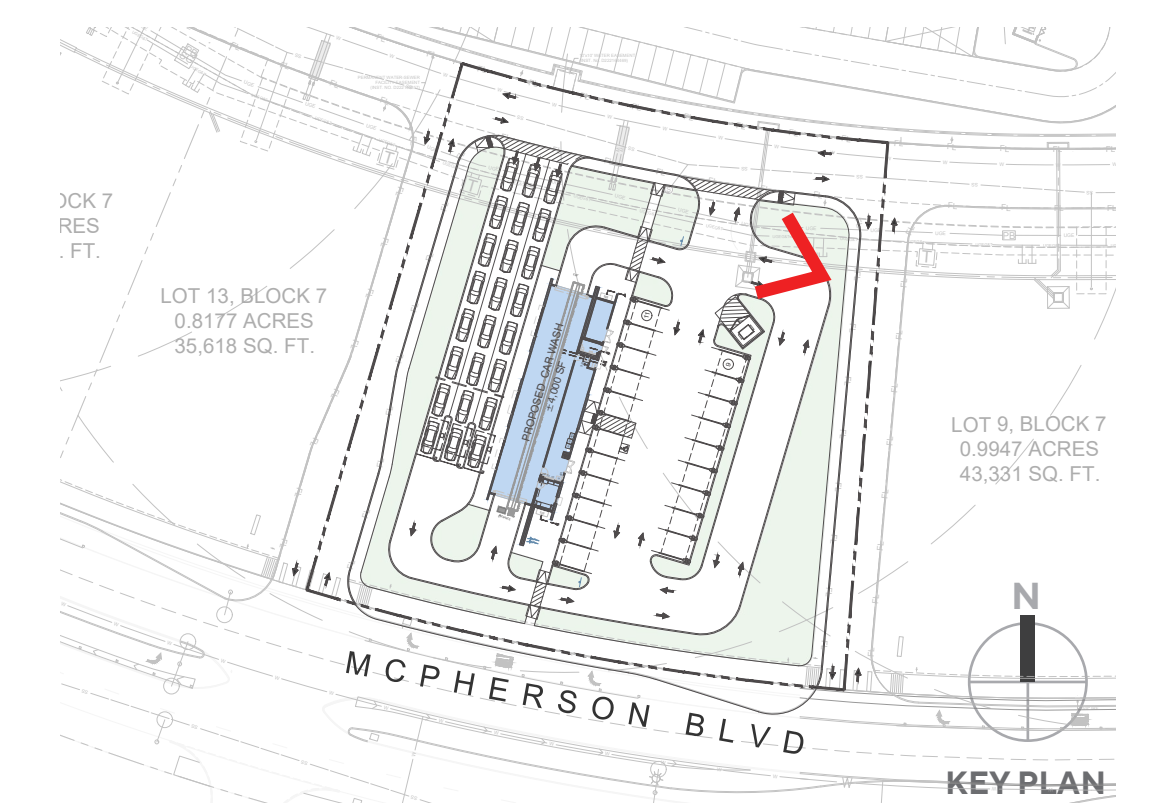 OCK 7
RES
. FT.
LOT 13, BLOCK 7
0.8177 ACRES
35,618 SQ. FT.
PROPOSED CAR WASH
± 4,000 SF
LOT 9, BLOCK 7
0.9947 ACRES
43,331 SQ. FT.
N
MCPHERSON BLVD
KEY PLAN